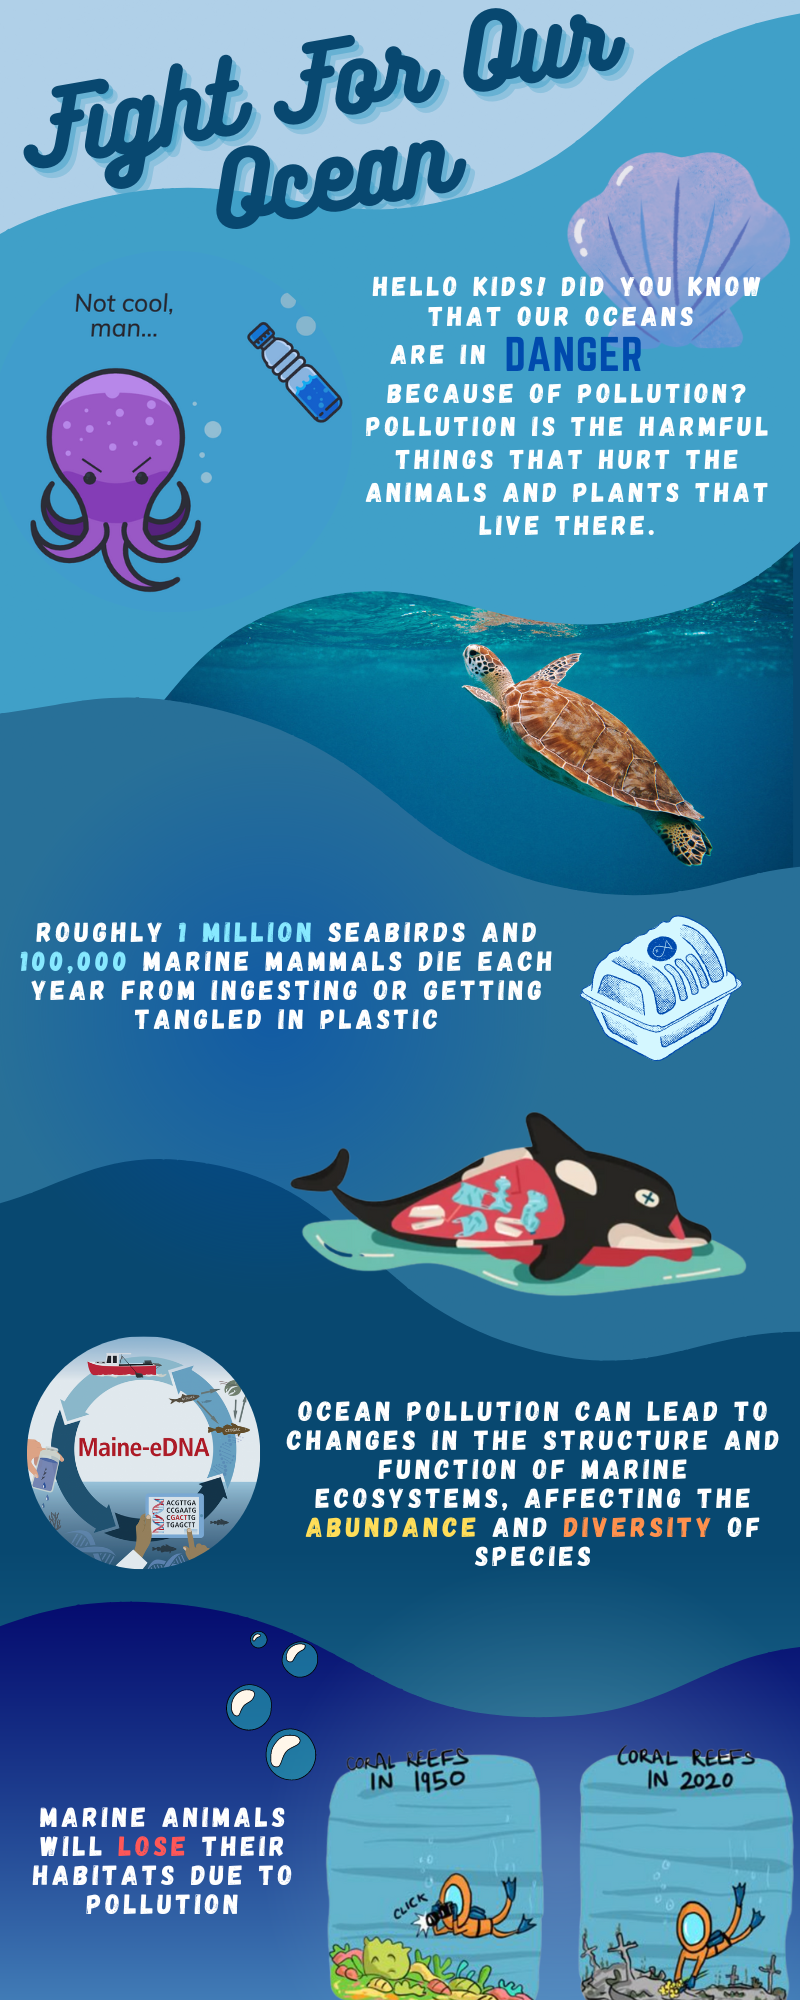 Fight For Our
Ocean
Not cool,
man...
HELLO KIDS! DID YOU KNOW
THAT OUR OCEANS
ARE IN DANGER
BECAUSE OF POLLUTION?
POLLUTION IS THE HARMFUL
THINGS THAT HURT THE
ANIMALS AND PLANTS THAT
LIVE THERE.
ROUGHLY 1 MILLION SEABIRDS AND
100,000 MARINE MAMMALS DIE EACH
YEAR FROM INGESTING OR GETTING
TANGLED IN PLASTIC
Maine-eDNA
ACGTTGA
CCGAATG
CGACTTG
TGAGCTT
OCEAN POLLUTION CAN LEAD TO
CHANGES IN THE STRUCTURE AND
FUNCTION OF MARINE
ECOSYSTEMS, AFFECTING THE
ABUNDANCE AND DIVERSITY OF
SPECIES
MARINE ANIMALS
WILL LOSE THEIR
HABITATS DUE TO
POLLUTION
CORAL REEFS
IN 1950
CLICK
CORAL REEFS
IN 2020